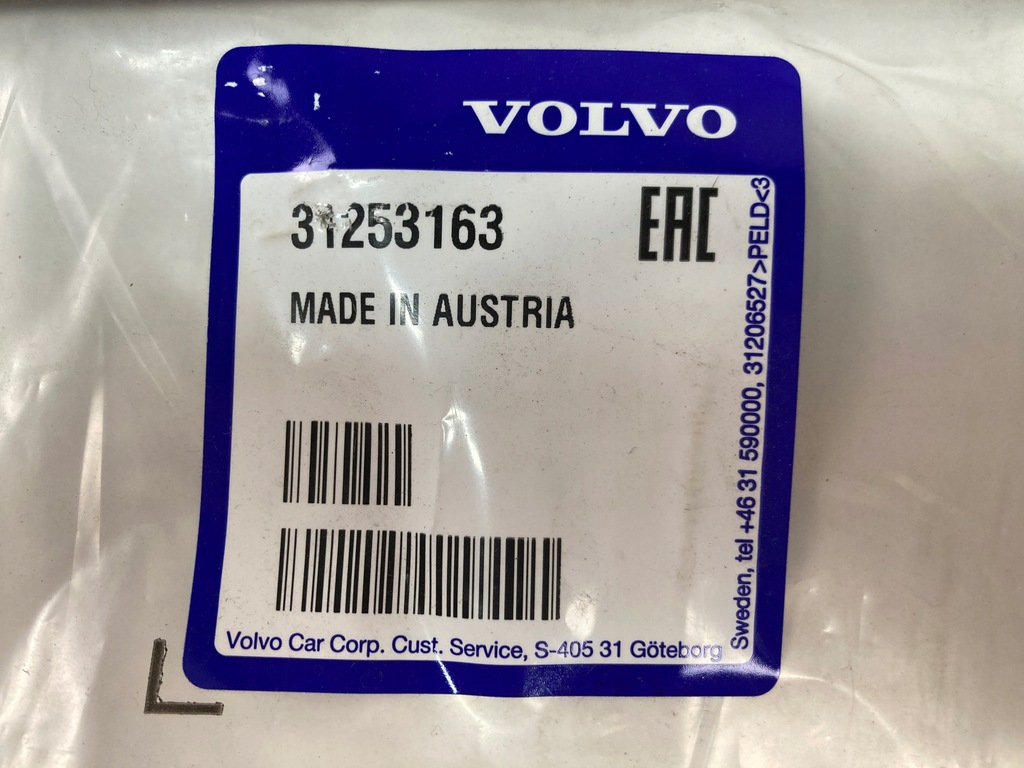 VOLVO
31253163
EAC
MADE IN AUSTRIA
Volvo Car Corp. Cust. Service, S-405 31 Göteborg
Sweden, tel +46 31 590000, 31206527>PELD<3
L